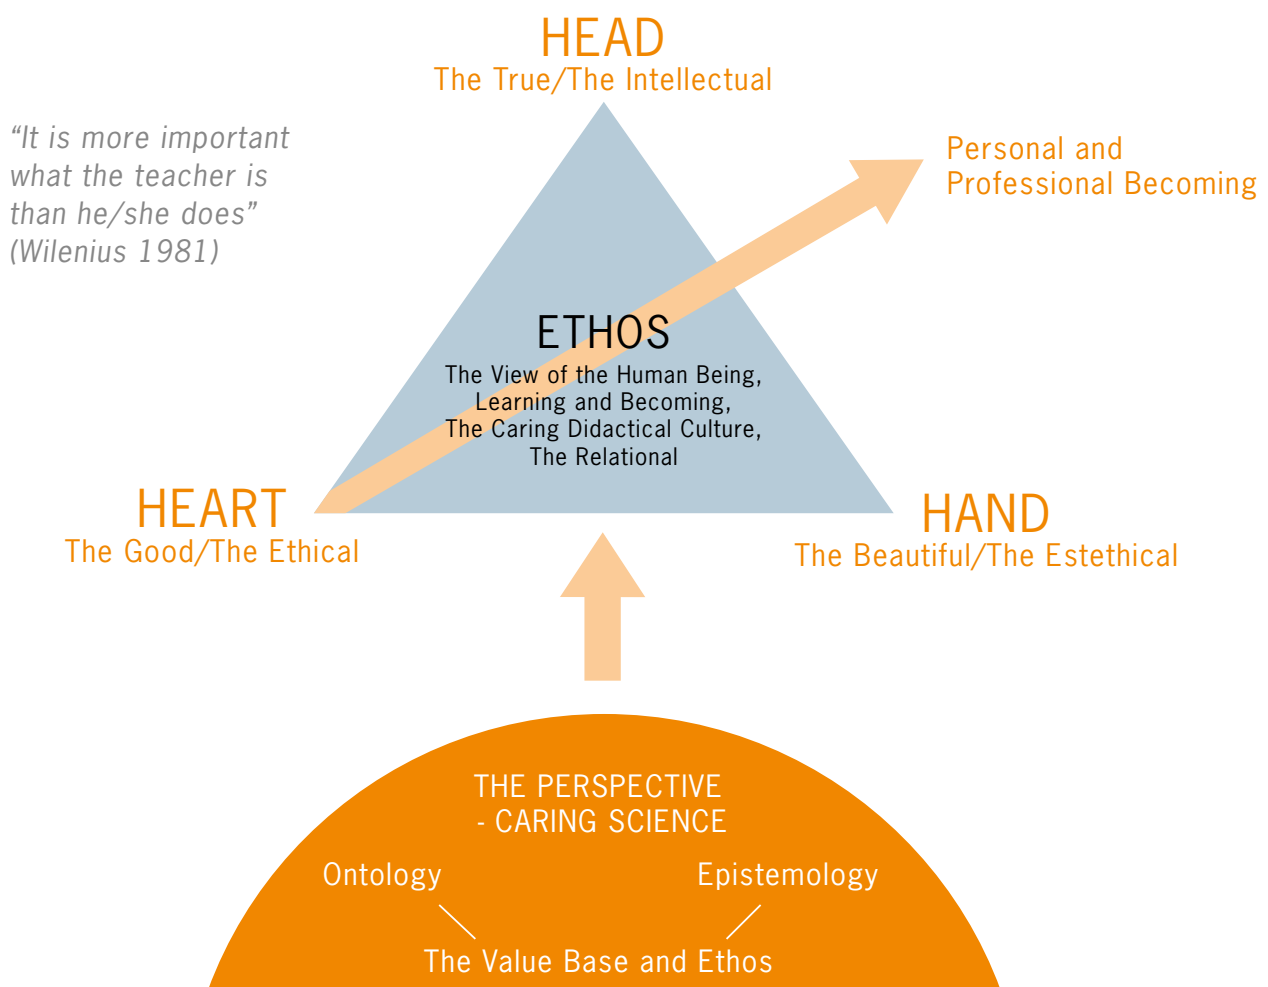 HEAD
The True/The Intellectual
“It is more important
what the teacher is
than he/she does”
(Wilenius 1981)
Personal and
Professional Becoming
ETHOS
The View of the Human Being,
Learning and Becoming,
The Caring Didactical Culture,
The Relational
HEART
The Good/The Ethical
HAND
The Beautiful/The Estethical
THE PERSPECTIVE
- CARING SCIENCE
Ontology
Epistemology
The Value Base and Ethos